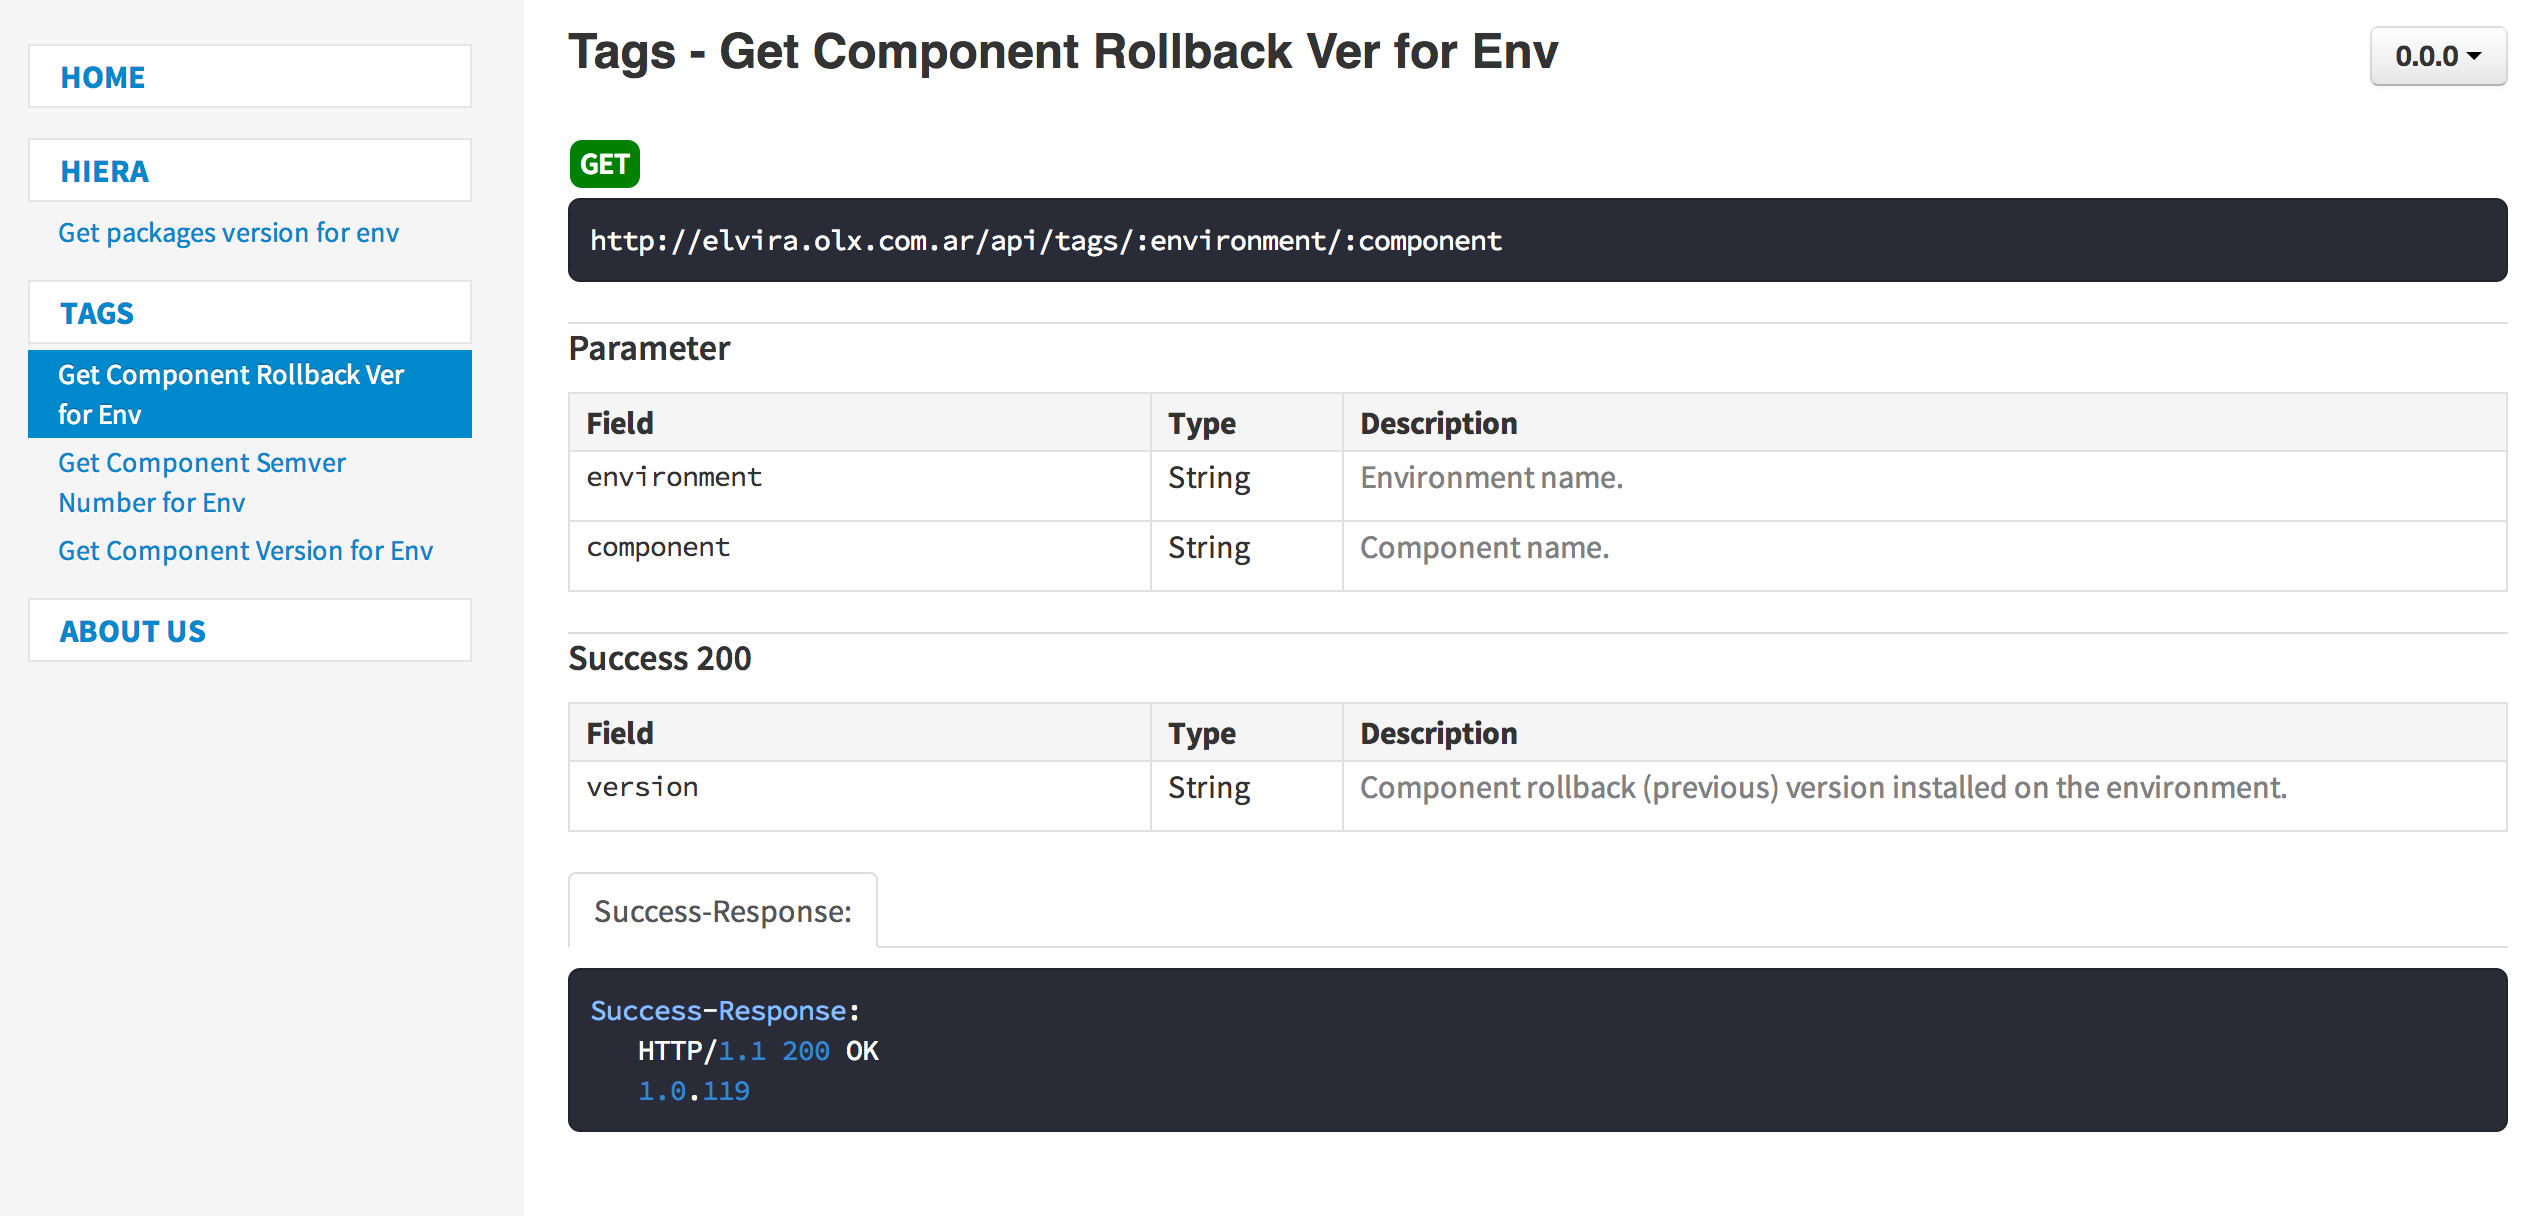 HOME
HIERA
Get packages version for env
TAGS
Get Component Rollback Ver
for Env
Get Component Semver
Number for Env
Get Component Version for Env
ABOUT US
Tags - Get Component Rollback Ver for Env
0.0.0
GET
http://elvira.olx.com.ar/api/tags/:environment/:component
Parameter
Field Type Description
environment String Environment name.
component String Component name.
Success 200
Field Type Description
version String Component rollback (previous) version installed on the environment.
Success-Response:
Success-Response:
HTTP/1.1 200 OK
1.0.119